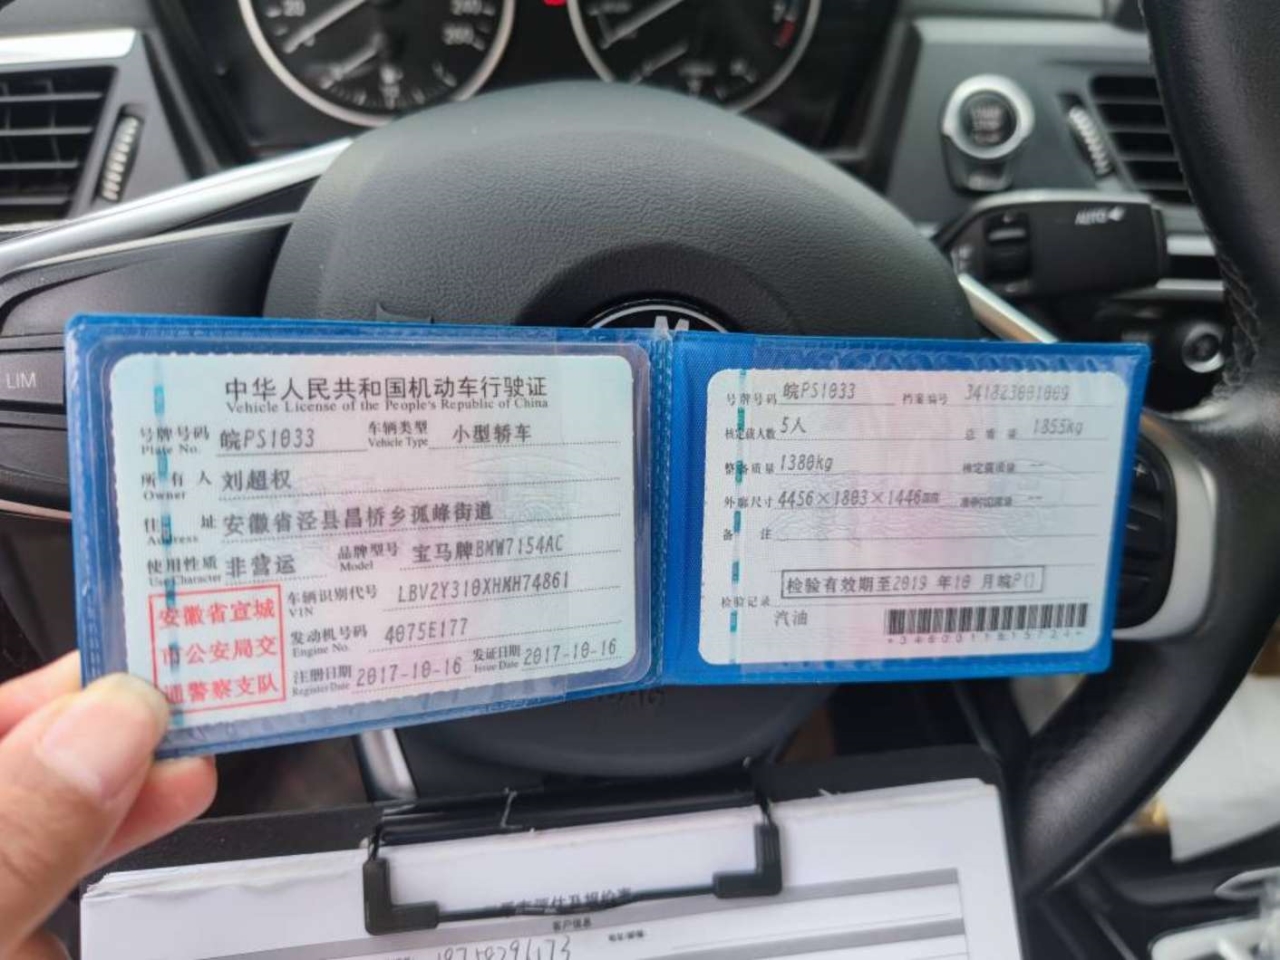 LIM
中华人民共和国机动车行驶证
Vehicle License of the People's Republic of China
号牌号码 皖PS1033 车辆类型 小型轿车
Plate No. Vehicle Type
所有人 刘超权
Owner
住址 安徽省泾县昌桥乡孤峰街道
Address
使用性质 非营运 品牌型号 宝马牌BMW7154AC
Use Character Model
安徽省宣城
市公安局交
通警察支队
车辆识别代号 LBV2Y310XHMH74861
VIN
发动机号码 4075E177
Engine No.
注册日期 2017-10-16 发证日期 2017-10-16
Register Date Issue Date
号牌号码 皖PS1033 档案编号 341823001009
核定载人数 5人 总质量 1855kg
整备质量 1380kg 核定载质量 --
外廓尺寸 4456×1803×1446 --
备注
检验有效期至2019 年10 月皖P
检验记录
汽油
客户信息